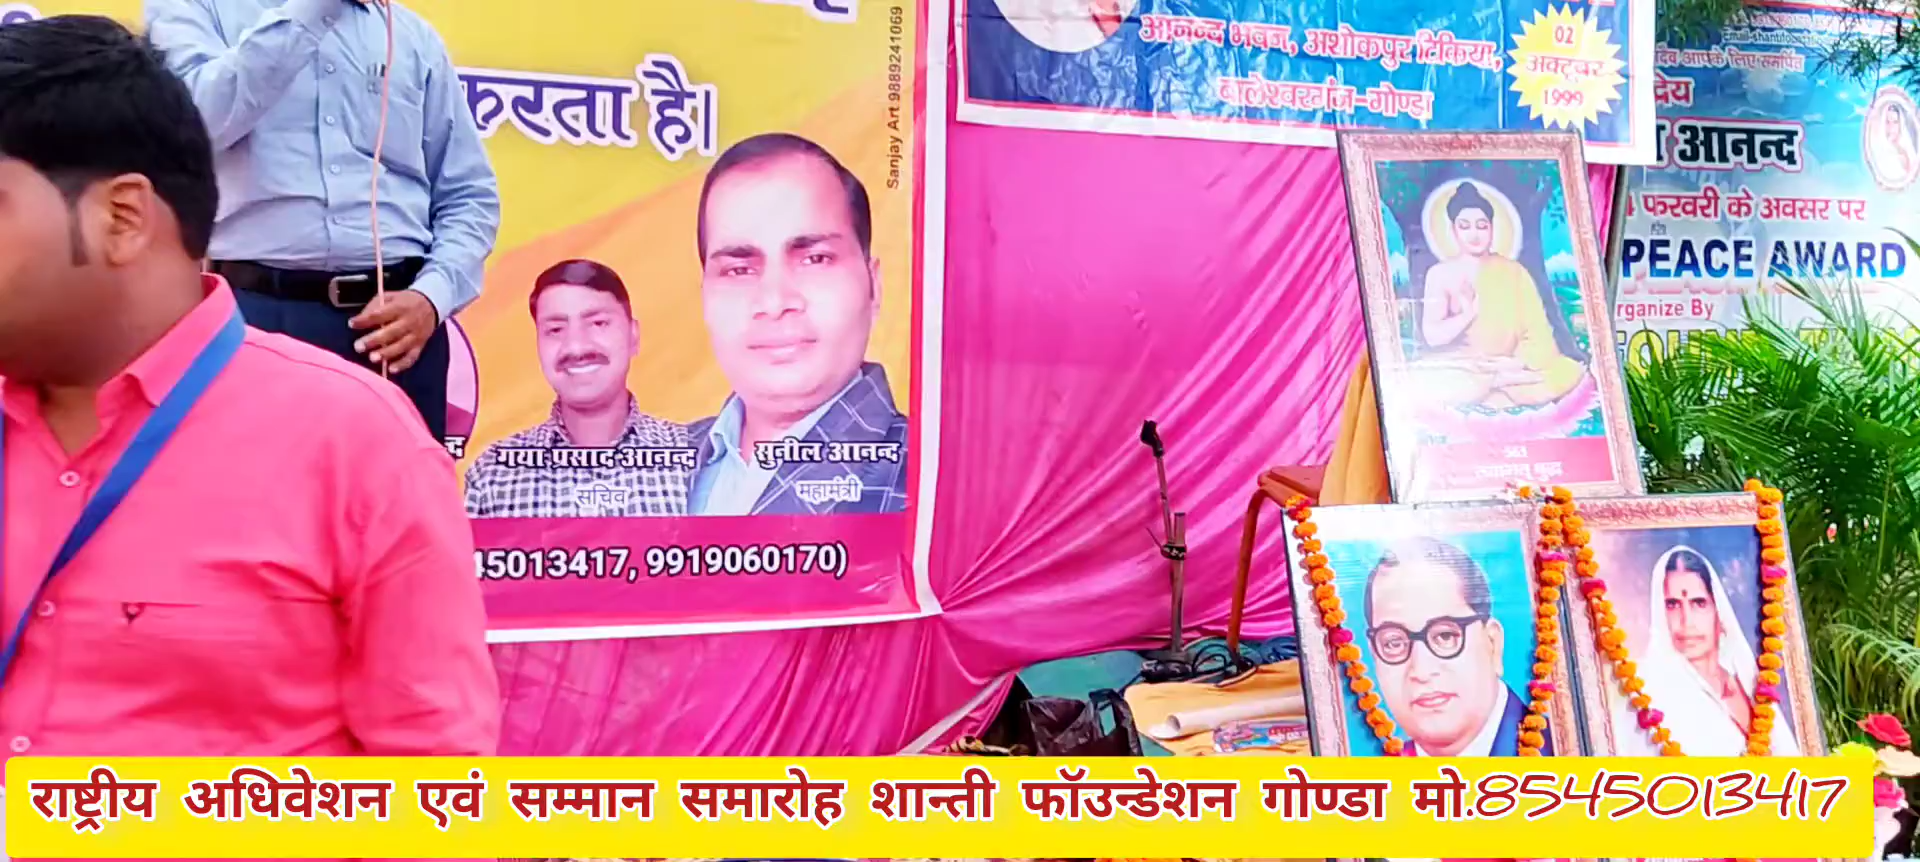 करता है।
Sanjay Art 9889241069
गया प्रसाद आनन्द
सचिव
सुनील आनन्द
महामंत्री
45013417, 9919060170)
आनन्द भवन, अशोकपुर टिकिया,
बालेश्वरगंज-गोण्डा
02
अक्टूबर
1999
आनन्द
फरवरी के अवसर पर
PEACE AWARD
rganize By
राष्ट्रीय अधिवेशन एवं सम्मान समारोह शान्ती फॉउन्डेशन गोण्डा मो.8545013417